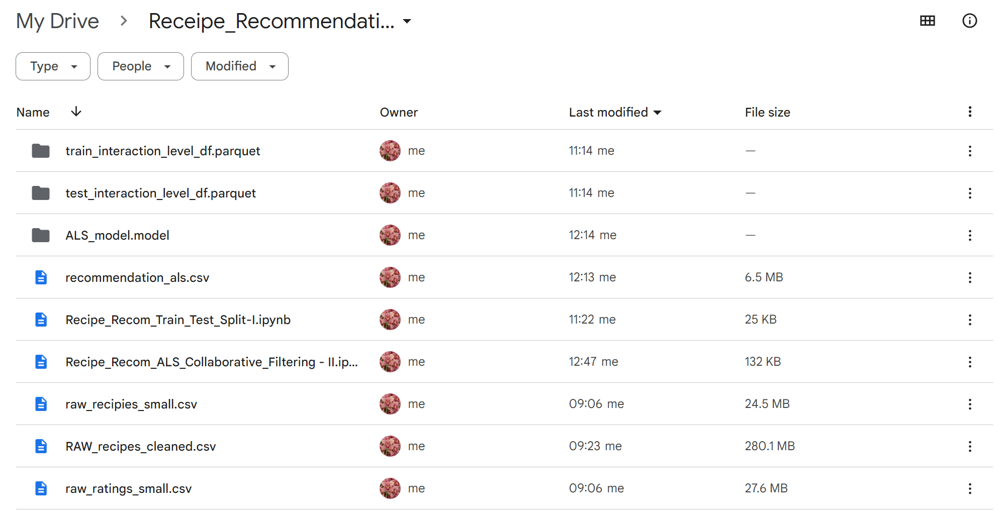 My Drive > Receipe_Recommendati...
Type People Modified
Name Owner Last modified File size
train_interaction_level_df.parquet me 11:14 me —
test_interaction_level_df.parquet me 11:14 me —
ALS_model.model me 12:14 me —
recommendation_als.csv me 12:13 me 6.5 MB
Recipe_Recom_Train_Test_Split-I.ipynb me 11:22 me 25 KB
Recipe_Recom_ALS_Collaborative_Filtering - II.ip... me 12:47 me 132 KB
raw_recipies_small.csv me 09:06 me 24.5 MB
RAW_recipes_cleaned.csv me 09:23 me 280.1 MB
raw_ratings_small.csv me 09:06 me 27.6 MB